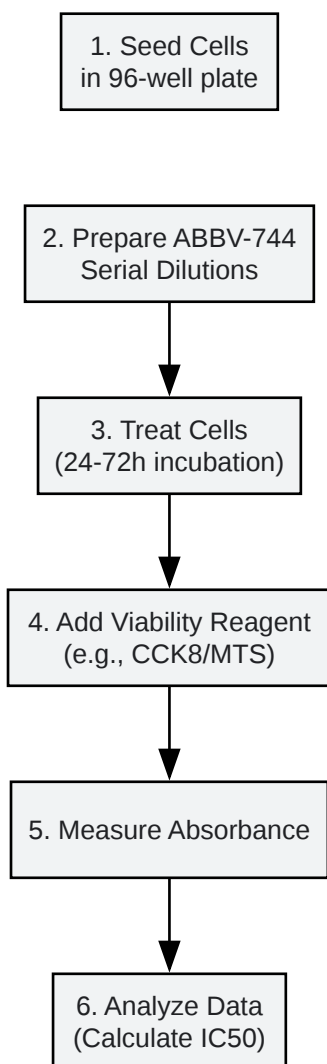 1. Seed Cells
in 96-well plate
2. Prepare ABBV-744
Serial Dilutions
3. Treat Cells
(24-72h incubation)
4. Add Viability Reagent
(e.g., CCK8/MTS)
5. Measure Absorbance
6. Analyze Data
(Calculate IC50)